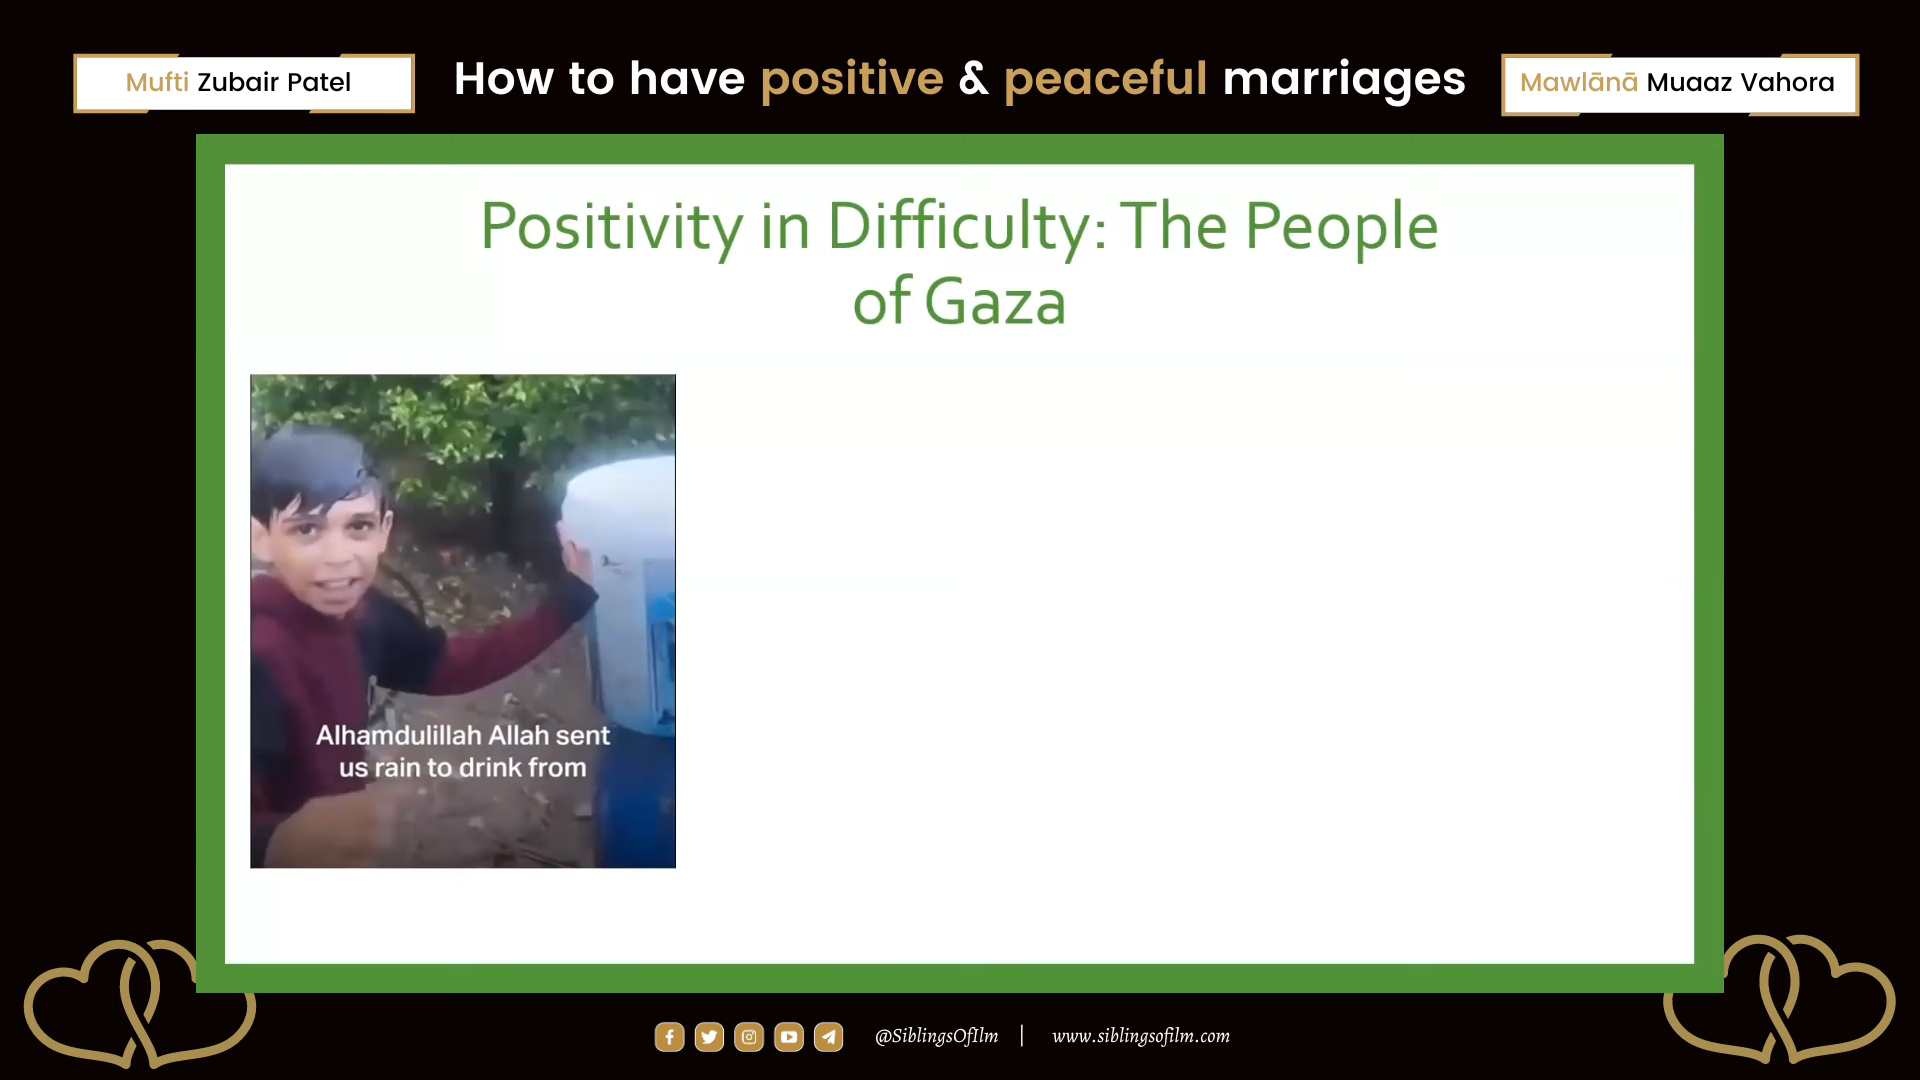 Mufti Zubair Patel
How to have positive & peaceful marriages
Mawlānā Muaaz Vahora
Positivity in Difficulty: The People
of Gaza
Alhamdulillah Allah sent
us rain to drink from
@SiblingsOfIlm | www.siblingsofilm.com